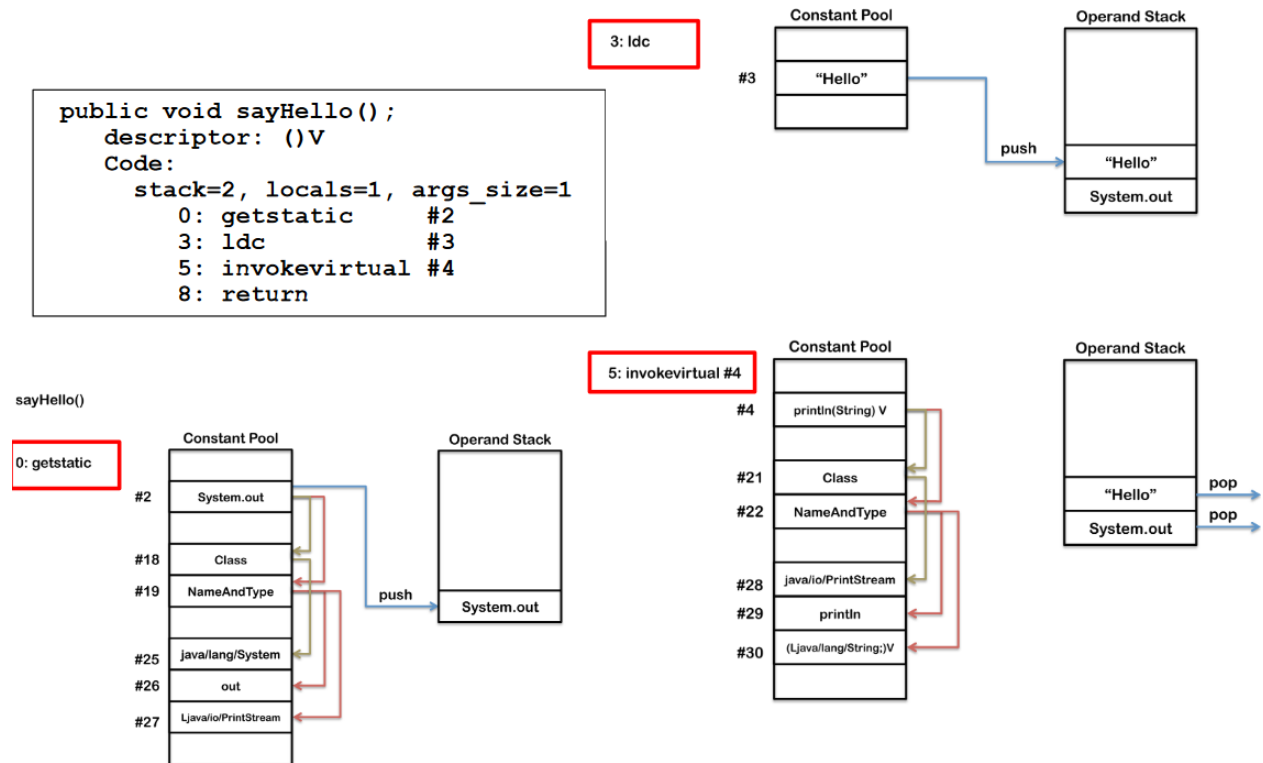 public void sayHello();
descriptor: ()V
Code:
stack=2, locals=1, args_size=1
0: getstatic #2
3: ldc #3
5: invokevirtual #4
8: return
sayHello()
0: getstatic
Constant Pool
Operand Stack
#2 System.out
#18 Class
#19 NameAndType
push
System.out
#25 java/lang/System
#26 out
#27 Ljava/io/PrintStream
3: ldc
Constant Pool
Operand Stack
#3 “Hello”
push
“Hello”
System.out
5: invokevirtual #4
Constant Pool
Operand Stack
#4 println(String) V
#21 Class
#22 NameAndType
#28 java/io/PrintStream
#29 println
#30 (Ljava/lang/String;)V
“Hello” pop
System.out pop